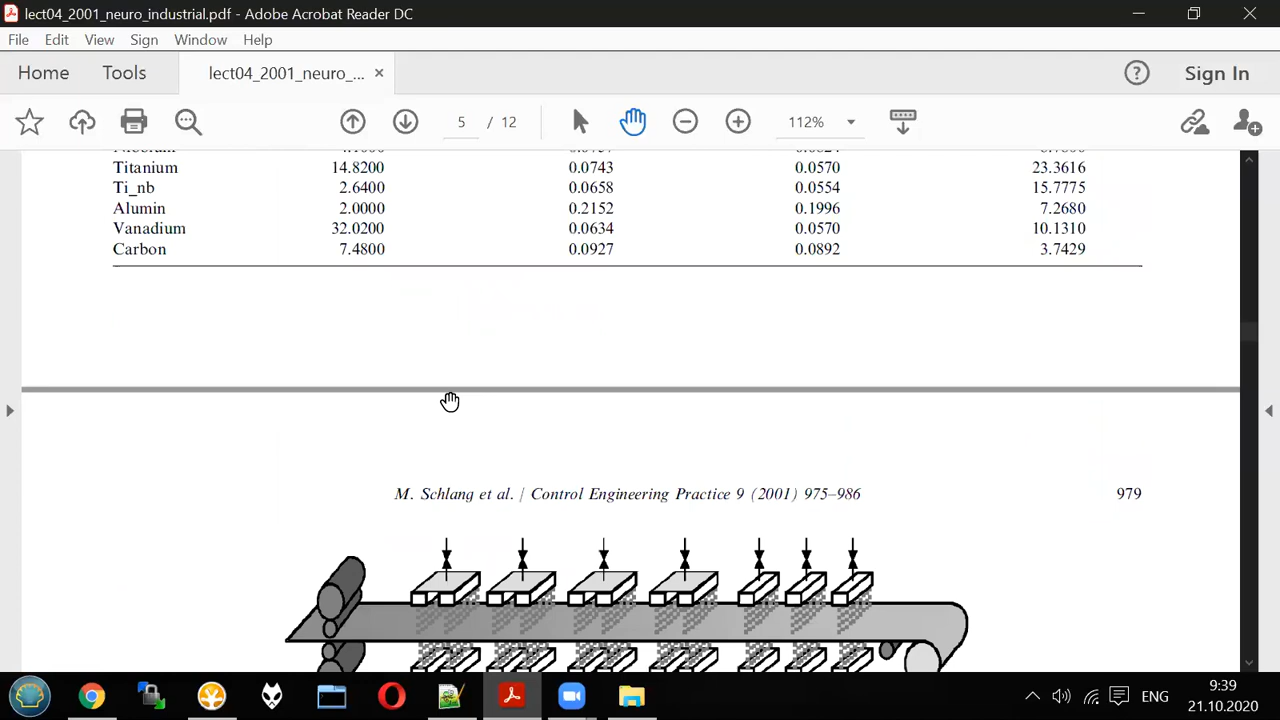 lect04_2001_neuro_industrial.pdf - Adobe Acrobat Reader DC
File Edit View Sign Window Help
Home Tools lect04_2001_neuro_... × Sign In
5 / 12 112%
Titanium 14.8200 0.0743 0.0570 23.3616
Ti_nb 2.6400 0.0658 0.0554 15.7775
Alumin 2.0000 0.2152 0.1996 7.2680
Vanadium 32.0200 0.0634 0.0570 10.1310
Carbon 7.4800 0.0927 0.0892 3.7429
M. Schlang et al. / Control Engineering Practice 9 (2001) 975–986 979
ENG 9:39
21.10.2020